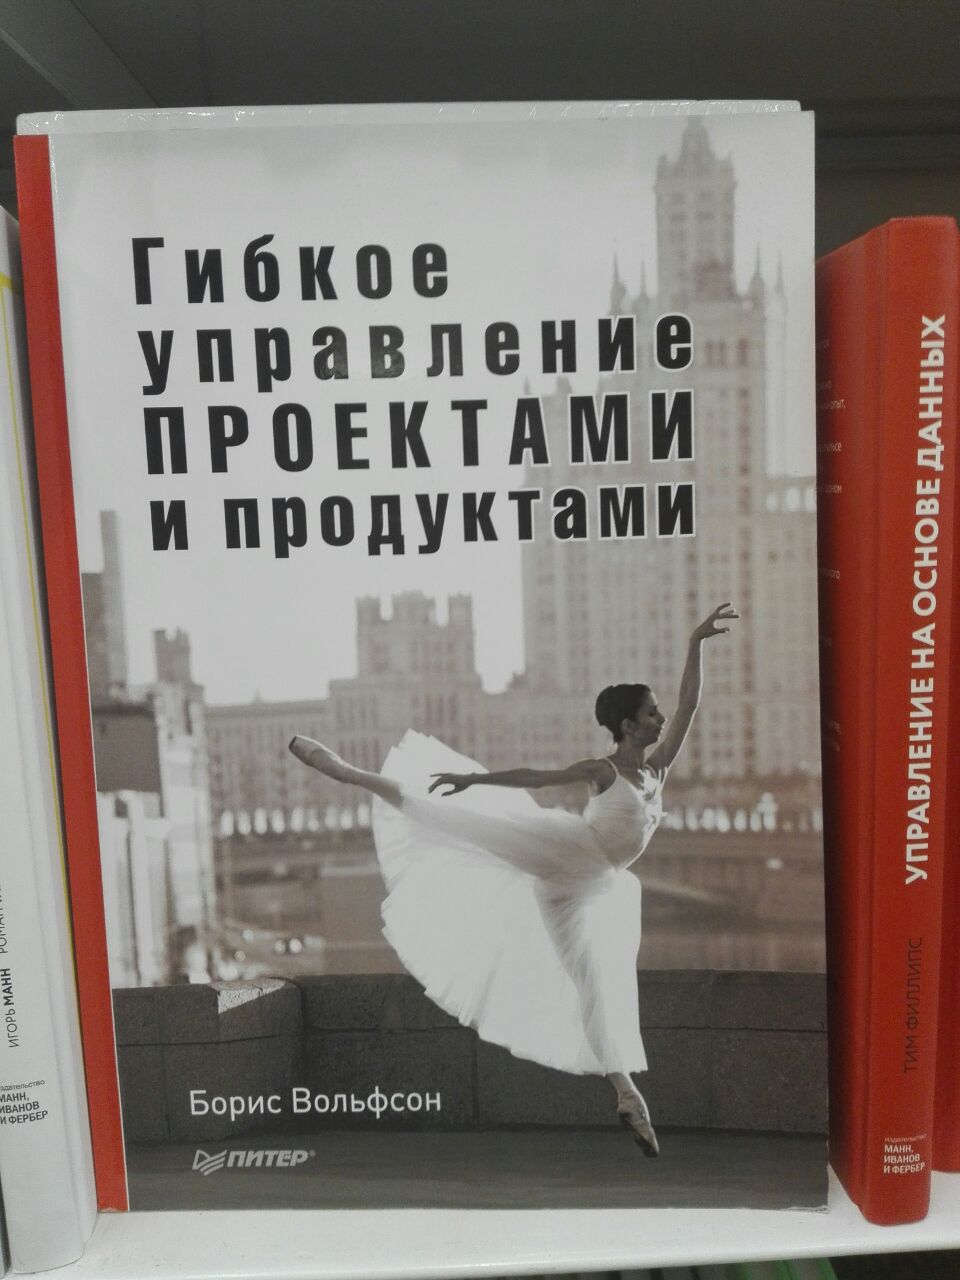 Гибкое
управление
ПРОЕКТАМИ
и продуктами
Борис Вольфсон
ПИТЕР®
ИГОРЬ МАНН
МАНН,
ИВАНОВ
И ФЕРБЕР
УПРАВЛЕНИЕ НА ОСНОВЕ ДАННЫХ
ТИМ ФИЛЛИПС
издательство
МАНН,
ИВАНОВ
И ФЕРБЕР